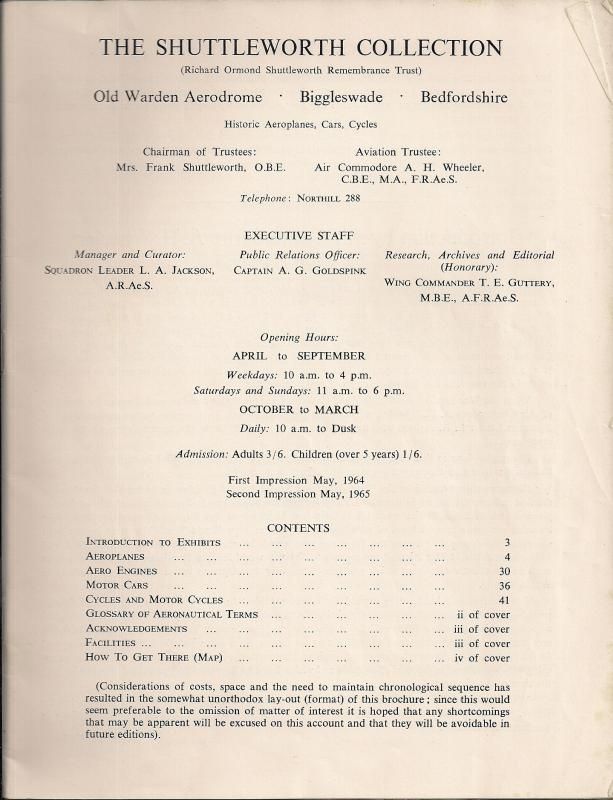 THE SHUTTLEWORTH COLLECTION
(Richard Ormond Shuttleworth Remembrance Trust)
Old Warden Aerodrome · Biggleswade · Bedfordshire
Historic Aeroplanes, Cars, Cycles
Chairman of Trustees:
Mrs. Frank Shuttleworth, O.B.E.
Aviation Trustee:
Air Commodore A. H. Wheeler,
C.B.E., M.A., F.R.Ae.S.
Telephone: NORTHILL 288
EXECUTIVE STAFF
Manager and Curator:
SQUADRON LEADER L. A. JACKSON,
A.R.Ae.S.
Public Relations Officer:
CAPTAIN A. G. GOLDSPINK
Research, Archives and Editorial
(Honorary):
WING COMMANDER T. E. GUTTERY,
M.B.E., A.F.R.Ae.S.
Opening Hours:
APRIL to SEPTEMBER
Weekdays: 10 a.m. to 4 p.m.
Saturdays and Sundays: 11 a.m. to 6 p.m.
OCTOBER to MARCH
Daily: 10 a.m. to Dusk
Admission: Adults 3/6. Children (over 5 years) 1/6.
First Impression May, 1964
Second Impression May, 1965
CONTENTS
INTRODUCTION TO EXHIBITS ... ... ... ... ... ... ... 3
AEROPLANES ... ... ... ... ... ... ... ... ... 4
AERO ENGINES ... ... ... ... ... ... ... ... ... 30
MOTOR CARS ... ... ... ... ... ... ... ... ... 36
CYCLES AND MOTOR CYCLES ... ... ... ... ... ... ... 41
GLOSSARY OF AERONAUTICAL TERMS ... ... ... ... ... ... ii of cover
ACKNOWLEDGEMENTS ... ... ... ... ... ... ... ... iii of cover
FACILITIES ... ... ... ... ... ... ... ... ... ... iii of cover
HOW TO GET THERE (MAP) ... ... ... ... ... ... ... iv of cover
(Considerations of costs, space and the need to maintain chronological sequence has
resulted in the somewhat unorthodox lay-out (format) of this brochure; since this would
seem preferable to the omission of matter of interest it is hoped that any shortcomings
that may be apparent will be excused on this account and that they will be avoidable in
future editions).